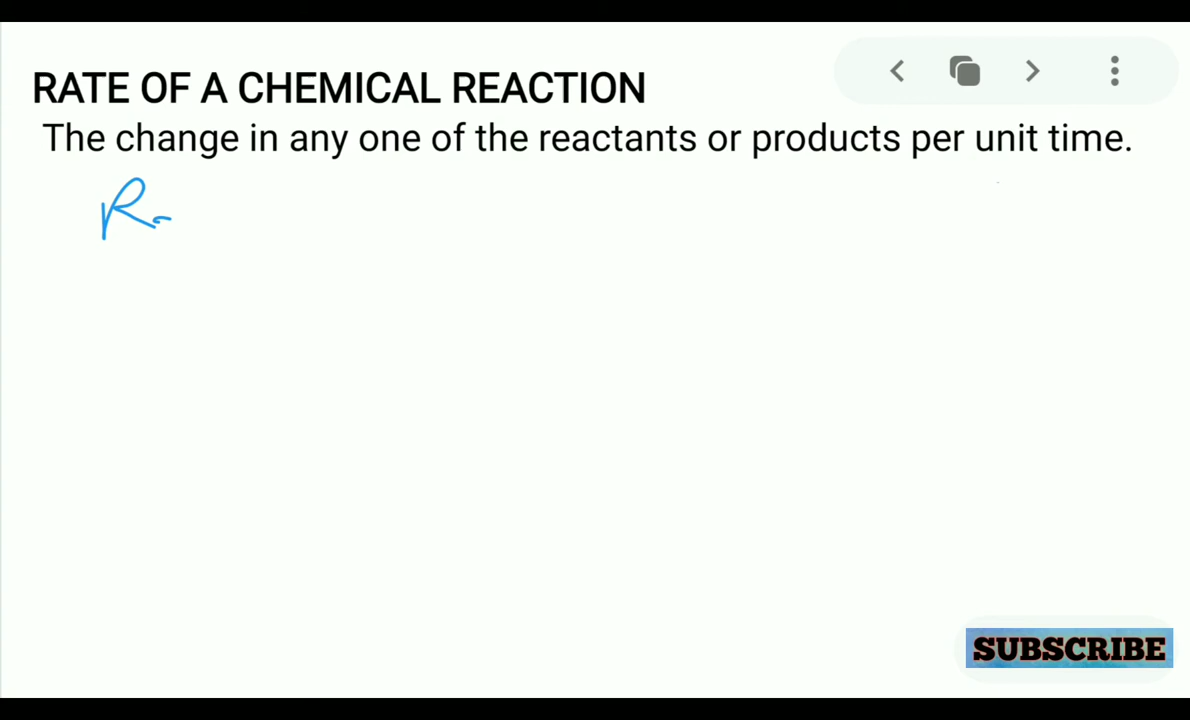 RATE OF A CHEMICAL REACTION
The change in any one of the reactants or products per unit time.
R
SUBSCRIBE